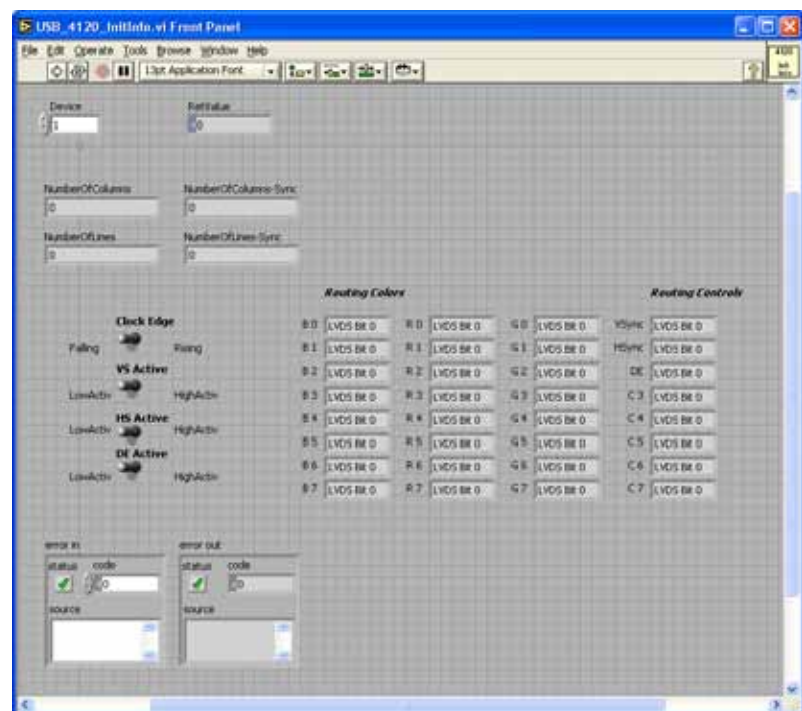 USB_4120_InitInfo.vi Front Panel
File Edit Operate Tools Browse Window Help
13pt Application Font
4120
Device RetValue
1 0
NumberOfColumns NumberOfColumns-Sync
0 0
NumberOfLines NumberOfLines-Sync
0 0
Routing Colors Routing Controls
Clock Edge
Falling Rising
VS Active
LowActiv HighActiv
HS Active
LowActiv HighActiv
DE Active
LowActiv HighActiv
B 0 LVDS Bit 0 R 0 LVDS Bit 0 G 0 LVDS Bit 0 VSync LVDS Bit 0
B 1 LVDS Bit 0 R 1 LVDS Bit 0 G 1 LVDS Bit 0 HSync LVDS Bit 0
B 2 LVDS Bit 0 R 2 LVDS Bit 0 G 2 LVDS Bit 0 DE LVDS Bit 0
B 3 LVDS Bit 0 R 3 LVDS Bit 0 G 3 LVDS Bit 0 C 3 LVDS Bit 0
B 4 LVDS Bit 0 R 4 LVDS Bit 0 G 4 LVDS Bit 0 C 4 LVDS Bit 0
B 5 LVDS Bit 0 R 5 LVDS Bit 0 G 5 LVDS Bit 0 C 5 LVDS Bit 0
B 6 LVDS Bit 0 R 6 LVDS Bit 0 G 6 LVDS Bit 0 C 6 LVDS Bit 0
B 7 LVDS Bit 0 R 7 LVDS Bit 0 G 7 LVDS Bit 0 C 7 LVDS Bit 0
error in error out
status code status code
0 0
source source